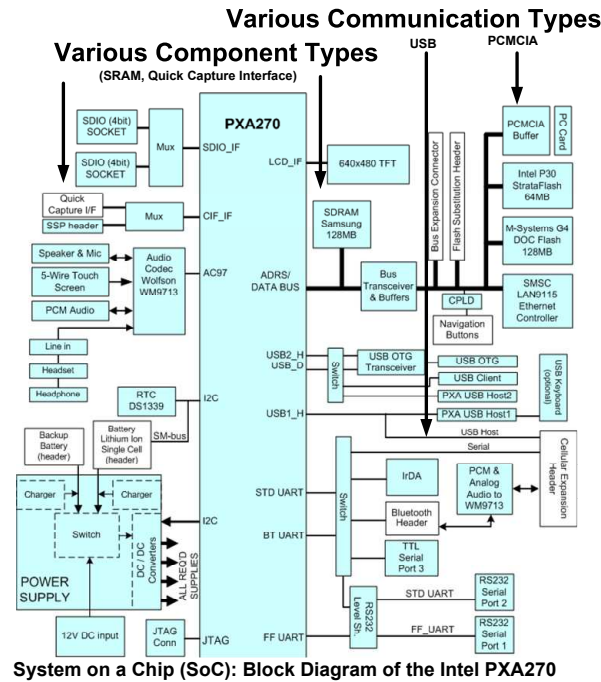 Various Communication Types
Various Component Types
(SRAM, Quick Capture Interface)
USB
PCMCIA
PXA270
SDIO (4bit)
SOCKET
SDIO (4bit)
SOCKET
Mux
SDIO_IF
Quick
Capture I/F
SSP header
Mux
CIF_IF
Speaker & Mic
5-Wire Touch
Screen
PCM Audio
Audio
Codec
Wolfson
WM9713
AC97
Line in
Headset
Headphone
RTC
DS1339
I2C
SM-bus
Backup
Battery
(header)
Battery
Lithium Ion
Single Cell
(header)
Charger
Charger
Switch
DC / DC
Converters
ALL REQ'D
SUPPLIES
I2C
POWER
SUPPLY
12V DC input
JTAG
Conn
JTAG
LCD_IF
640x480 TFT
SDRAM
Samsung
128MB
ADRS/
DATA BUS
Bus
Transceiver
& Buffers
Bus Expansion Connector
Flash Substitution Header
CPLD
Navigation
Buttons
PCMCIA
Buffer
PC Card
Intel P30
StrataFlash
64MB
M-Systems G4
DOC Flash
128MB
SMSC
LAN9115
Ethernet
Controller
USB2_H
USB_D
Switch
USB OTG
Transceiver
USB OTG
USB Client
PXA USB Host2
USB1_H
PXA USB Host1
USB Keyboard
(optional)
USB Host
Serial
Cellular Expansion
Header
STD UART
Switch
IrDA
PCM &
Analog
Audio to
WM9713
Bluetooth
Header
BT UART
TTL
Serial
Port 3
RS232
Level Sh.
STD UART
RS232
Serial
Port 2
FF UART
FF_UART
RS232
Serial
Port 1
System on a Chip (SoC): Block Diagram of the Intel PXA270